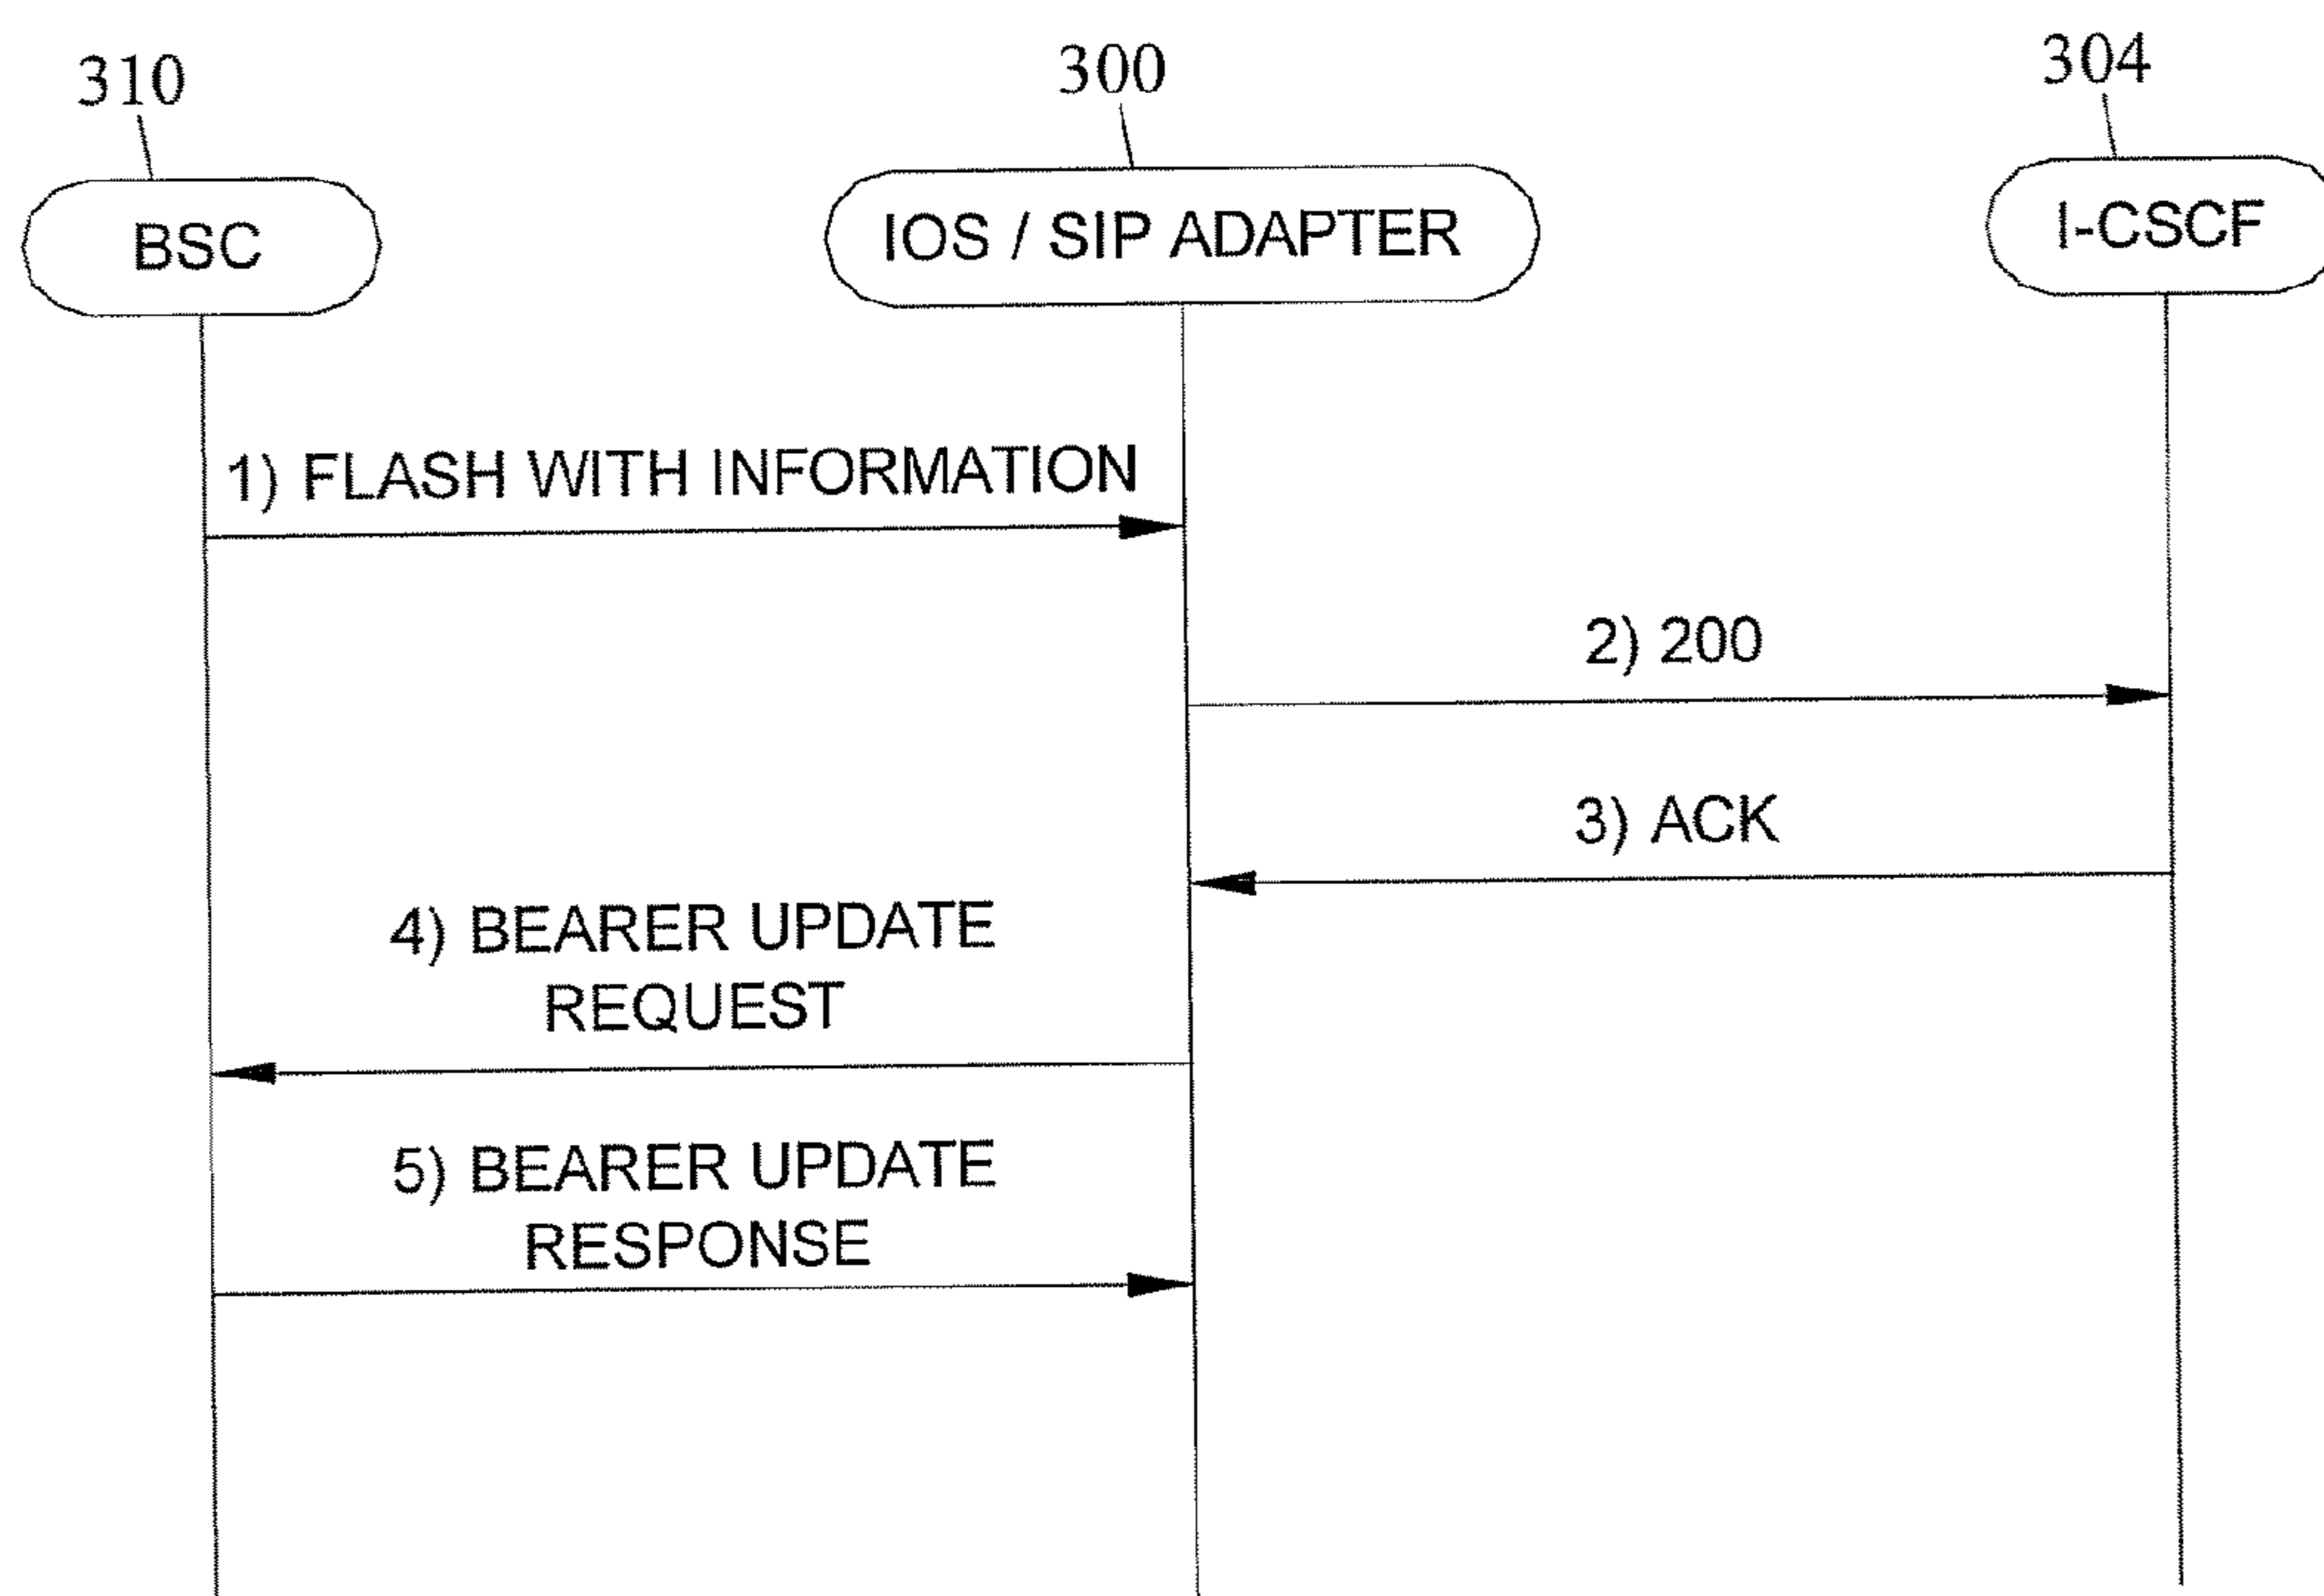 310
300
304
BSC
IOS / SIP ADAPTER
I-CSCF
1) FLASH WITH INFORMATION
2) 200
3) ACK
4) BEARER UPDATE
REQUEST
5) BEARER UPDATE
RESPONSE